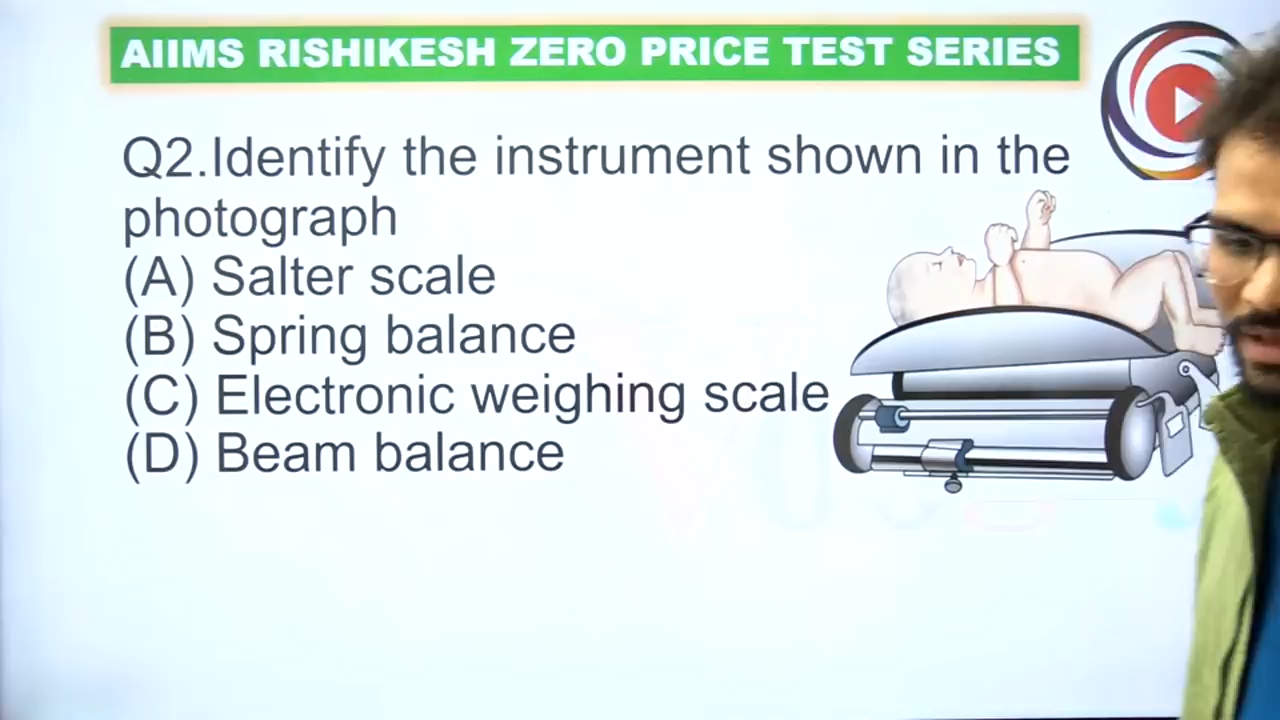 AIIMS RISHIKESH ZERO PRICE TEST SERIES
Q2.Identify the instrument shown in the
photograph
(A) Salter scale
(B) Spring balance
(C) Electronic weighing scale
(D) Beam balance